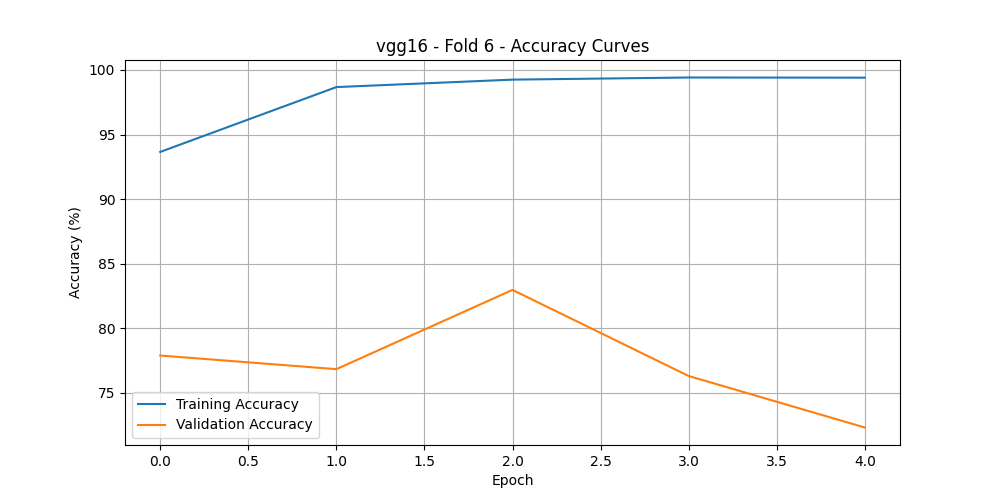 vgg16 - Fold 6 - Accuracy Curves
100
95
90
85
80
75
Accuracy (%)
Training Accuracy
Validation Accuracy
0.0 0.5 1.0 1.5 2.0 2.5 3.0 3.5 4.0
Epoch